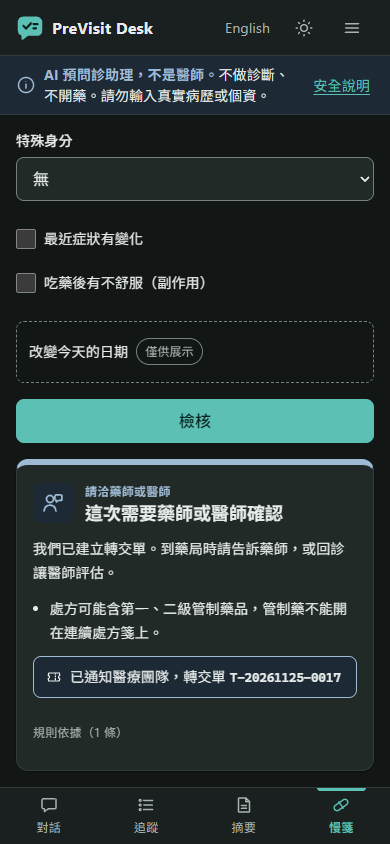 PreVisit Desk
English
AI 預問診助理，不是醫師。不做診斷、
不開藥。請勿輸入真實病歷或個資。
安全說明
特殊身分
無
最近症狀有變化
吃藥後有不舒服（副作用）
改變今天的日期 僅供展示
檢核
請洽藥師或醫師
這次需要藥師或醫師確認
我們已建立轉交單。到藥局時請告訴藥師，或回診
讓醫師評估。
• 處方可能含第一、二級管制藥品，管制藥不能開
在連續處方箋上。
已通知醫療團隊，轉交單 T-20261125-0017
規則依據（1 條）
對話
追蹤
摘要
慢箋